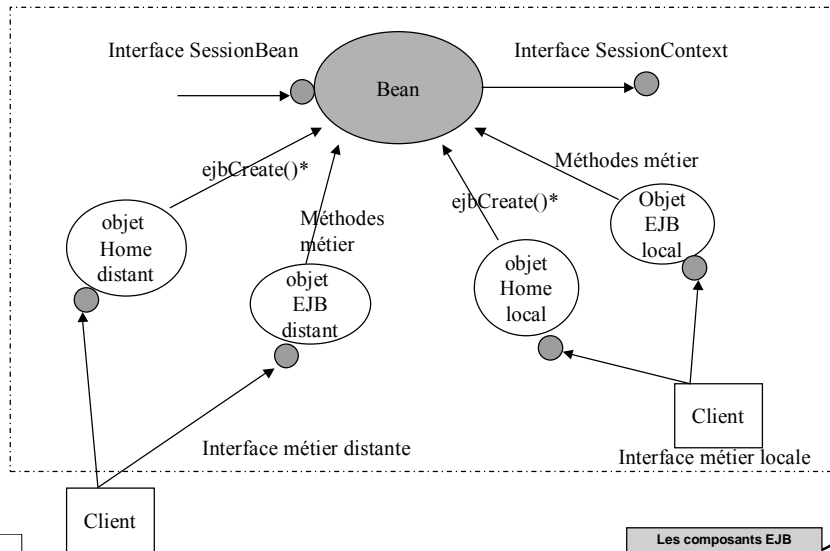 Interface SessionBean
Interface SessionContext
Bean
ejbCreate()*
Méthodes métier
ejbCreate()*
objet
Home
distant
Méthodes
métier
Objet
EJB
local
objet
EJB
distant
objet
Home
local
Client
Interface métier distante
Interface métier locale
Client
Les composants EJB